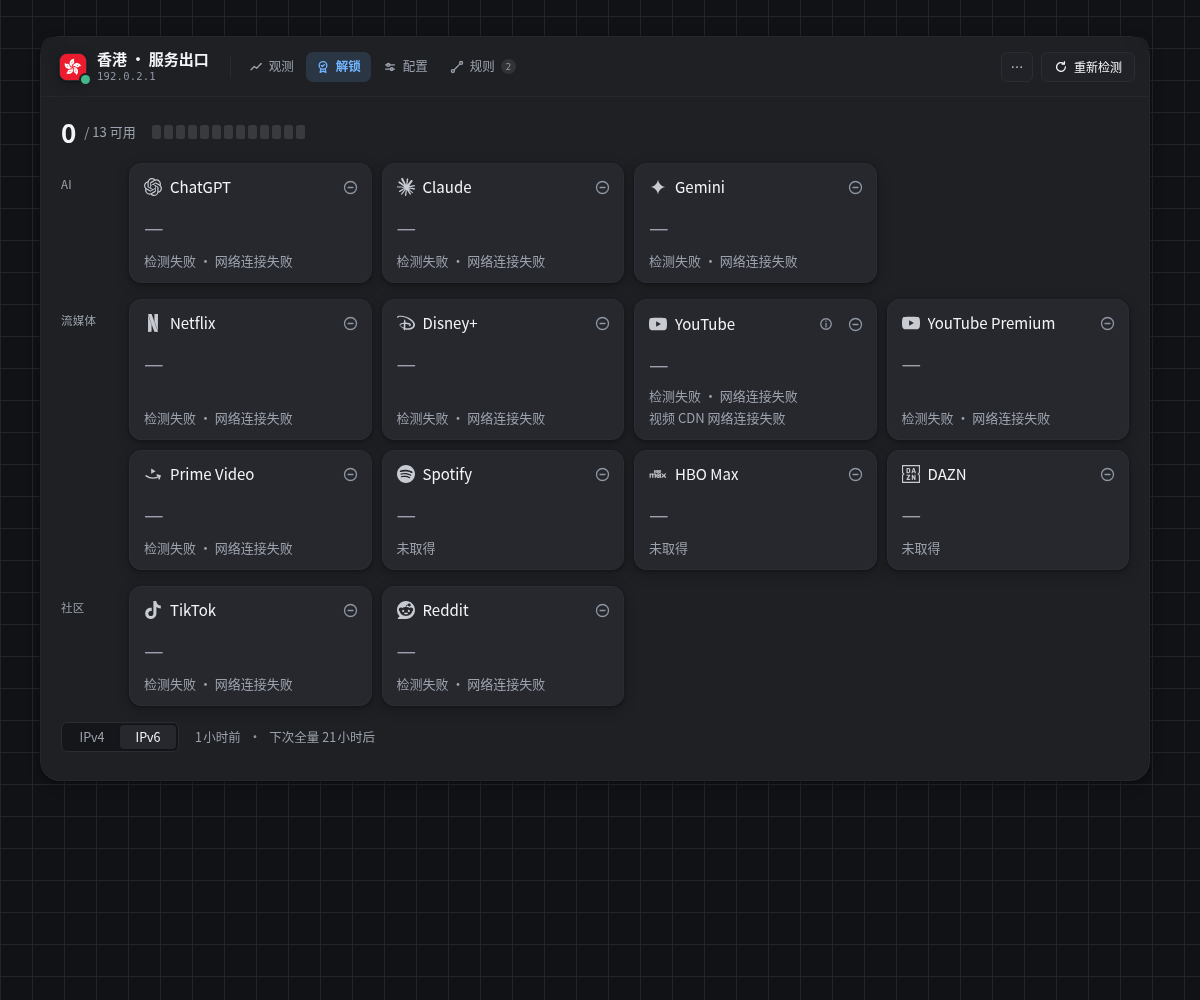 香港 · 服务出口
192.0.2.1
观测
解锁
配置
规则 2
···
重新检测
0 / 13 可用
AI
ChatGPT
—
检测失败 · 网络连接失败
Claude
—
检测失败 · 网络连接失败
Gemini
—
检测失败 · 网络连接失败
流媒体
Netflix
—
检测失败 · 网络连接失败
Disney+
—
检测失败 · 网络连接失败
YouTube
—
检测失败 · 网络连接失败
视频 CDN 网络连接失败
YouTube Premium
—
检测失败 · 网络连接失败
Prime Video
—
检测失败 · 网络连接失败
Spotify
—
未取得
HBO max
HBO Max
—
未取得
DAZN
DAZN
—
未取得
社区
TikTok
—
检测失败 · 网络连接失败
Reddit
—
检测失败 · 网络连接失败
IPv4
IPv6
1小时前 · 下次全量 21小时后